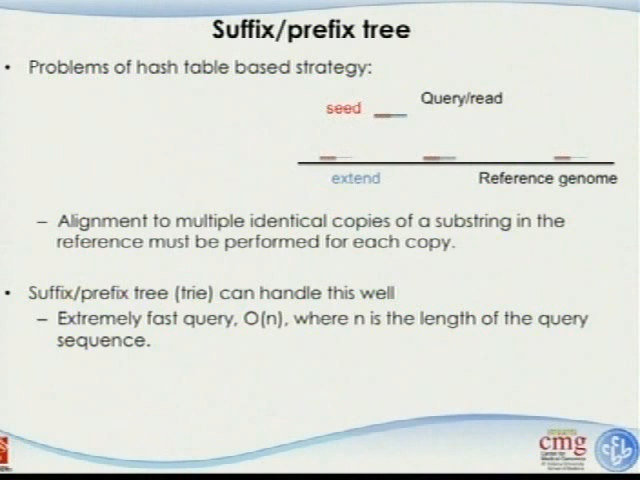 Suffix/prefix tree
• Problems of hash table based strategy:
seed
Query/read
extend
Reference genome
– Alignment to multiple identical copies of a substring in the
reference must be performed for each copy.
• Suffix/prefix tree (trie) can handle this well
– Extremely fast query, O(n), where n is the length of the query
sequence.
cmg